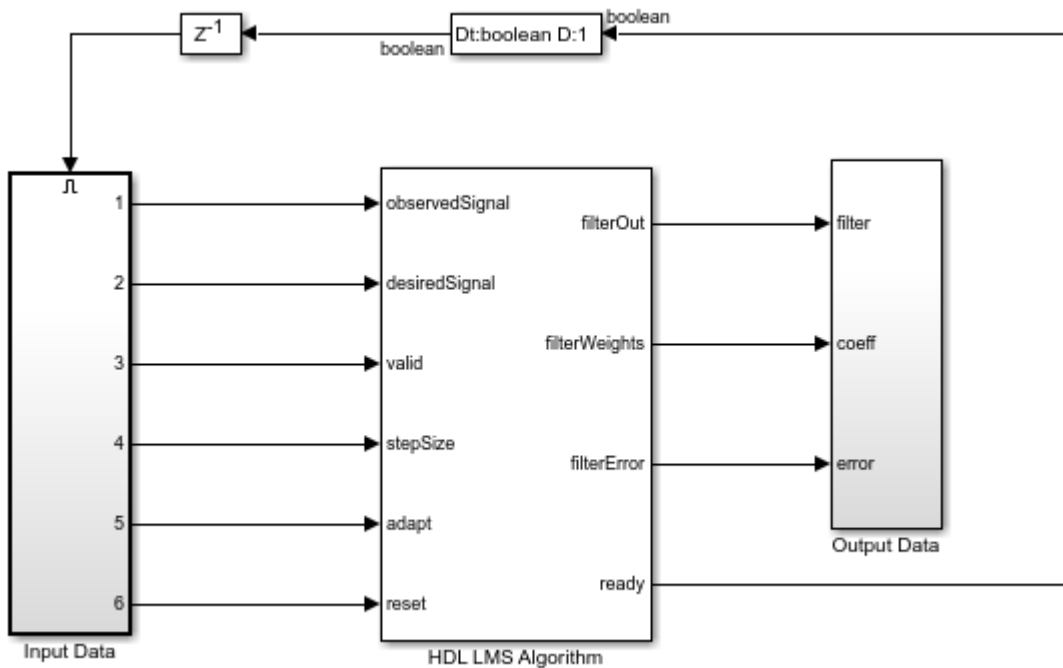 Z-1
boolean
Dt:boolean D:1
boolean
1
2
3
4
5
6
Input Data
observedSignal
desiredSignal
valid
stepSize
adapt
reset
filterOut
filterWeights
filterError
ready
HDL LMS Algorithm
filter
coeff
error
Output Data